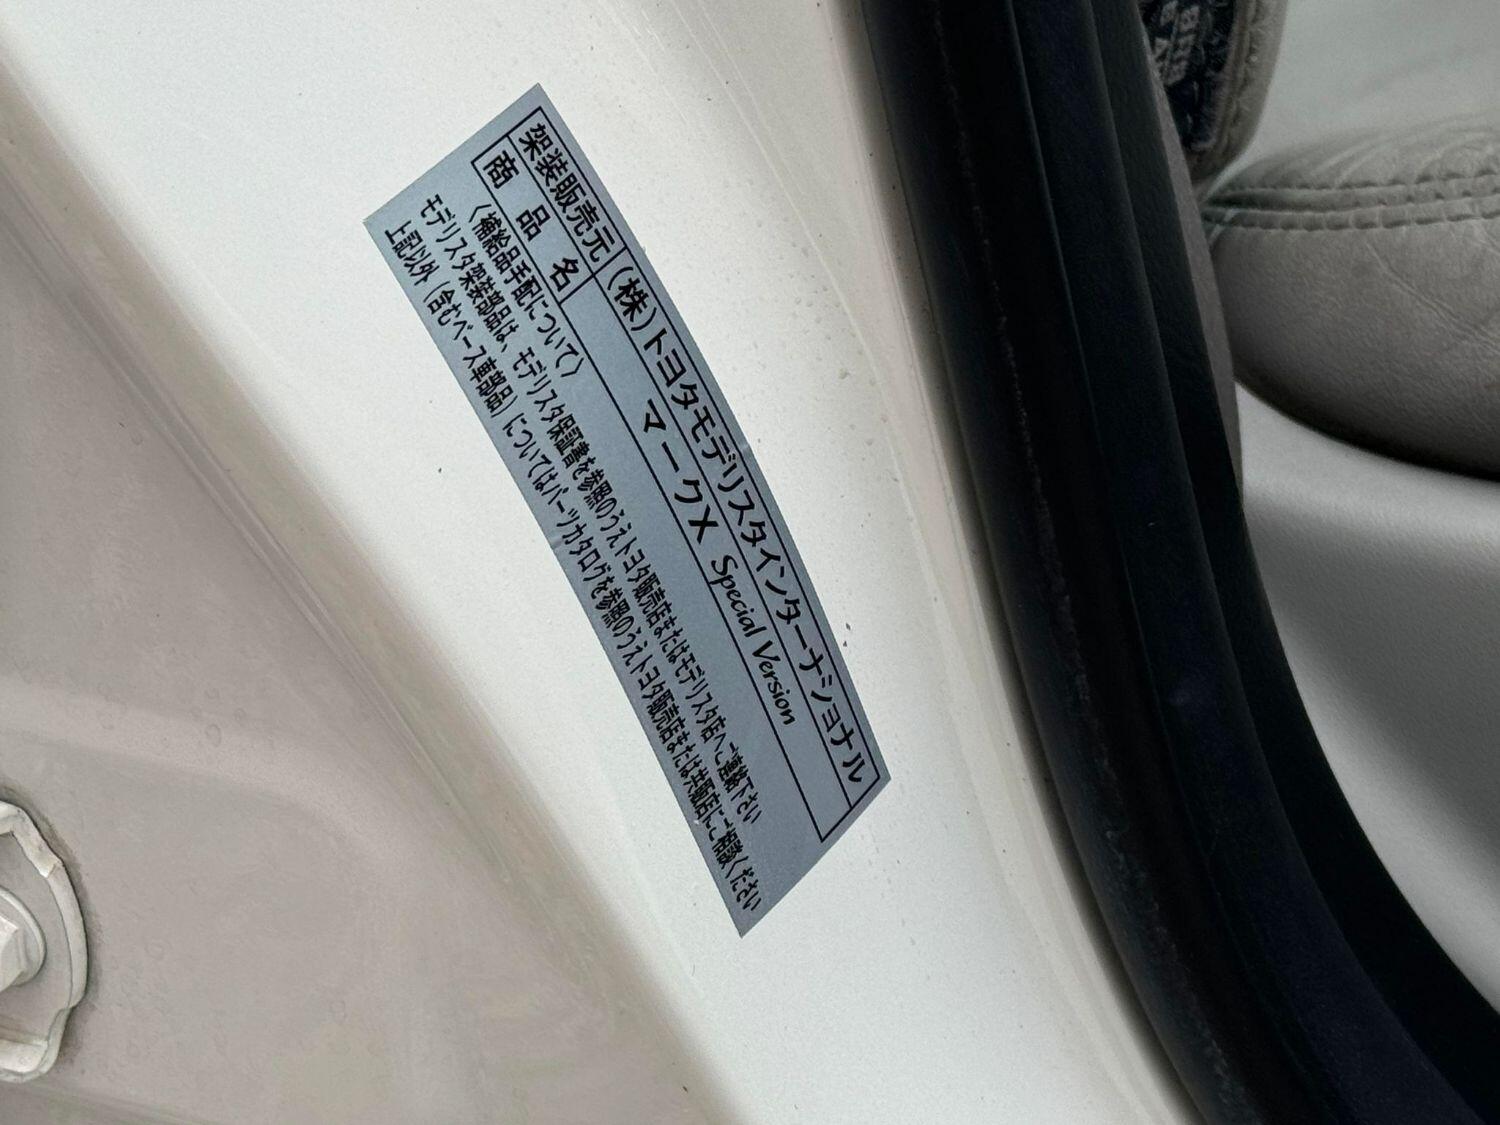 架装販売元 (株)トヨタモデリスタインターナショナル
商品名 マークX Special Version
〈補給品手配について〉
モデリスタ架装部品は、モデリスタ保証書を参照のうえトヨタ販売店またはモデリスタ店へご連絡下さい
上記以外(含むベース車部品)についてはパーツカタログを参照のうえトヨタ販売店または共販店にご相談ください